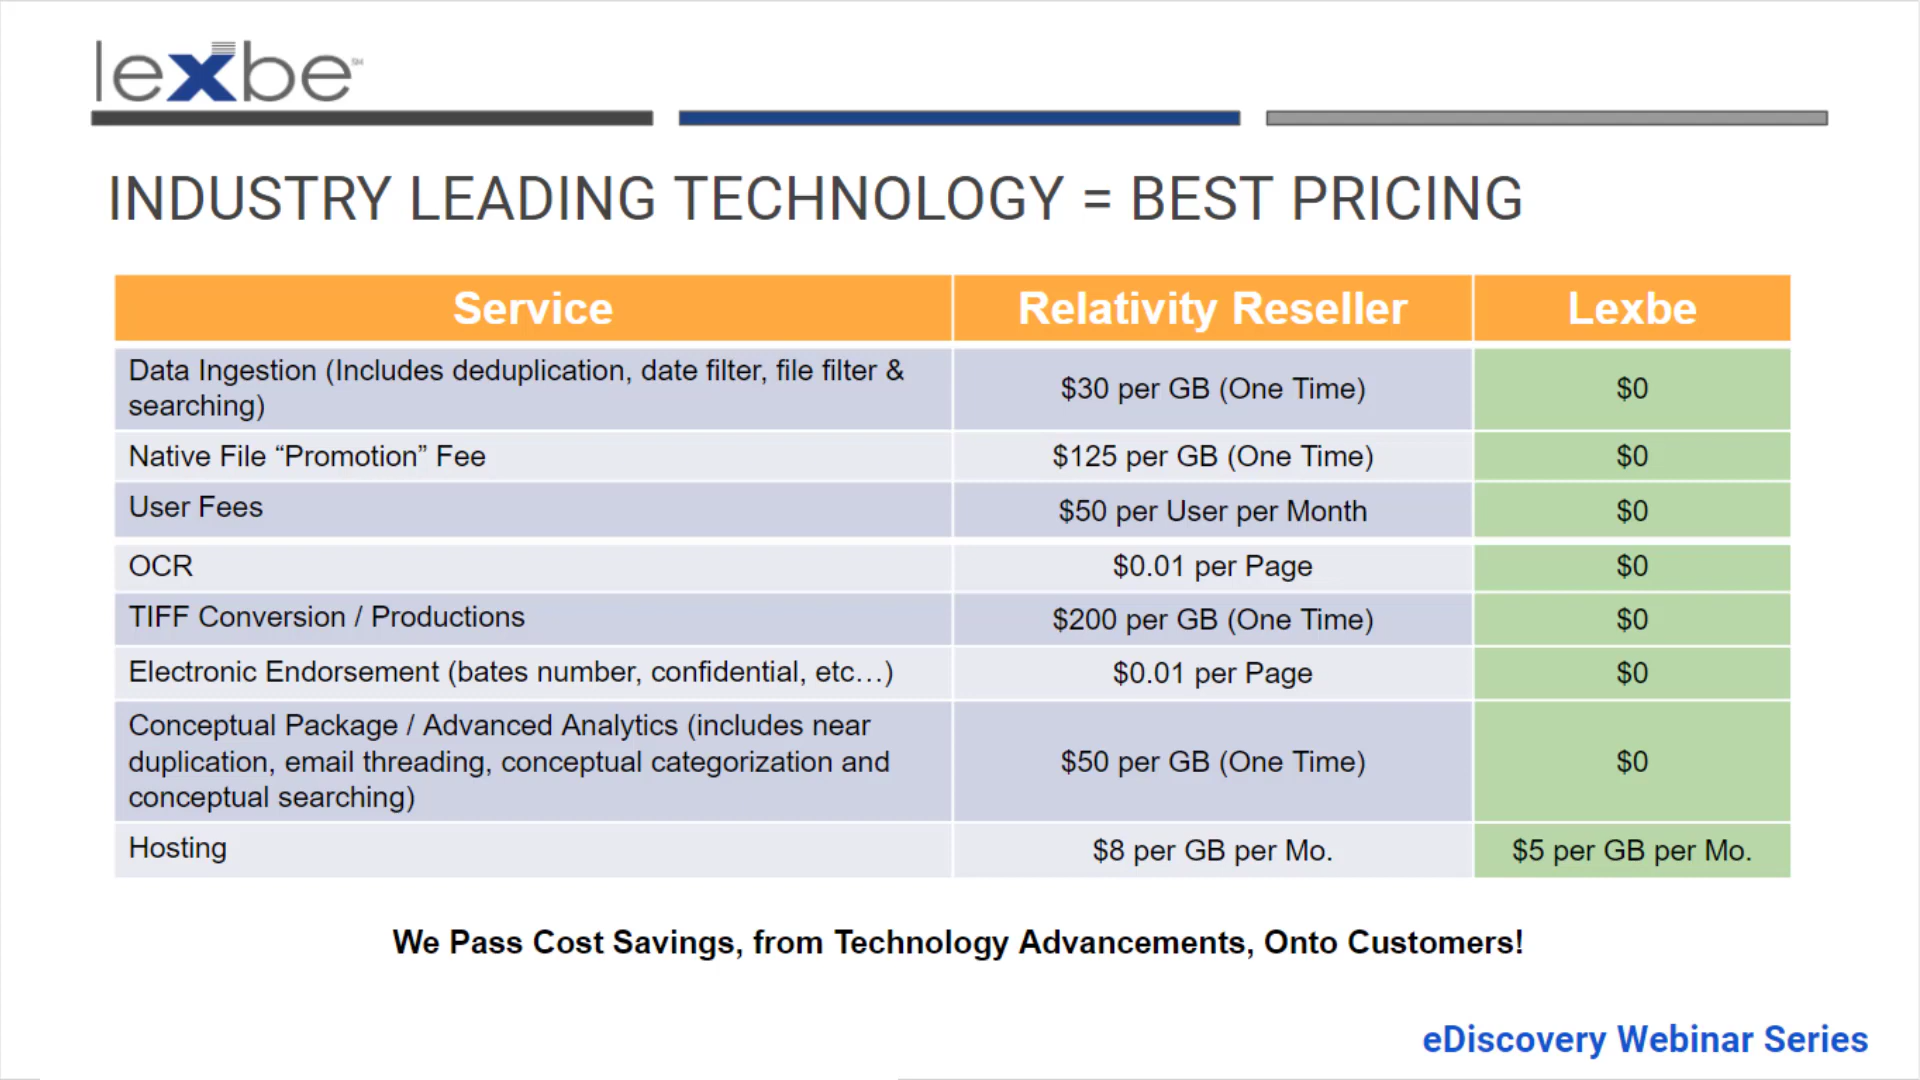 lexbe SM
INDUSTRY LEADING TECHNOLOGY = BEST PRICING
Service Relativity Reseller Lexbe
Data Ingestion (Includes deduplication, date filter, file filter &
searching) $30 per GB (One Time) $0
Native File “Promotion” Fee $125 per GB (One Time) $0
User Fees $50 per User per Month $0
OCR $0.01 per Page $0
TIFF Conversion / Productions $200 per GB (One Time) $0
Electronic Endorsement (bates number, confidential, etc…) $0.01 per Page $0
Conceptual Package / Advanced Analytics (includes near
duplication, email threading, conceptual categorization and $50 per GB (One Time) $0
conceptual searching)
Hosting $8 per GB per Mo. $5 per GB per Mo.
We Pass Cost Savings, from Technology Advancements, Onto Customers!
eDiscovery Webinar Series